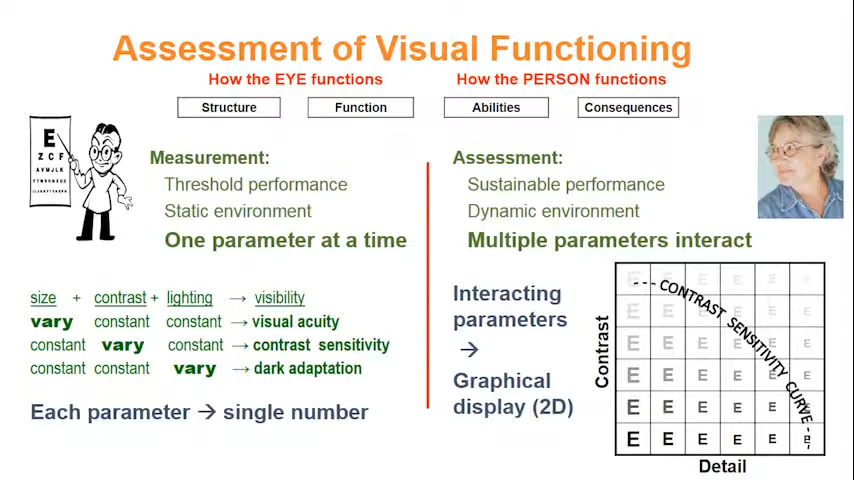 Assessment of Visual Functioning
How the EYE functions
How the PERSON functions
Structure
Function
Abilities
Consequences
E
Z C F
Measurement:
Threshold performance
Static environment
One parameter at a time
Assessment:
Sustainable performance
Dynamic environment
Multiple parameters interact
size + contrast + lighting → visibility
vary constant constant → visual acuity
constant vary constant → contrast sensitivity
constant constant vary → dark adaptation
Each parameter → single number
Interacting
parameters
→
Graphical
display (2D)
Contrast
E E E E E E
E E E E E E
E E E E E E
E E E E E E
E E E E E E
E E E E E E
- - - CONTRAST SENSITIVITY CURVE - - -
Detail